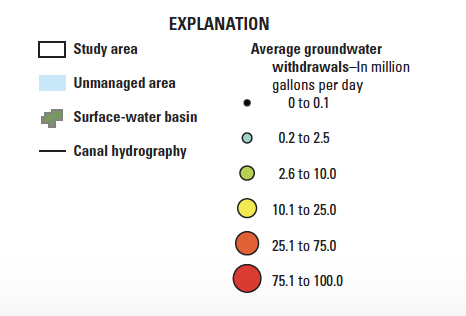 EXPLANATION
Study area
Unmanaged area
Surface-water basin
Canal hydrography
Average groundwater
withdrawals–In million
gallons per day
0 to 0.1
0.2 to 2.5
2.6 to 10.0
10.1 to 25.0
25.1 to 75.0
75.1 to 100.0